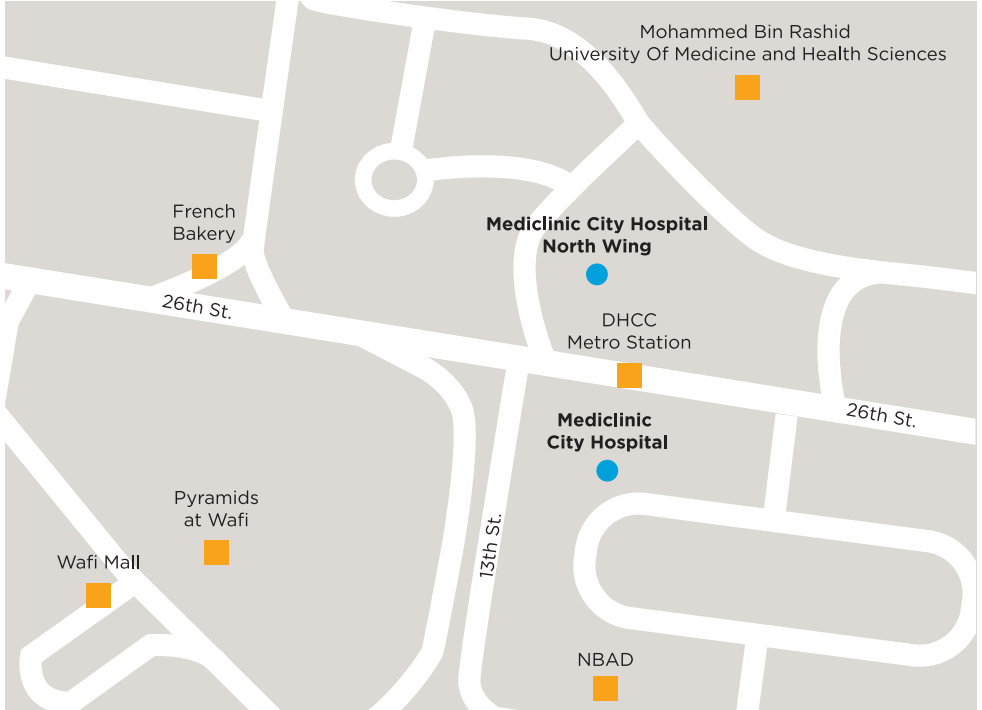 Mohammed Bin Rashid
University Of Medicine and Health Sciences
French
Bakery
Mediclinic City Hospital
North Wing
26th St.
DHCC
Metro Station
26th St.
Mediclinic
City Hospital
Pyramids
at Wafi
13th St.
Wafi Mall
NBAD